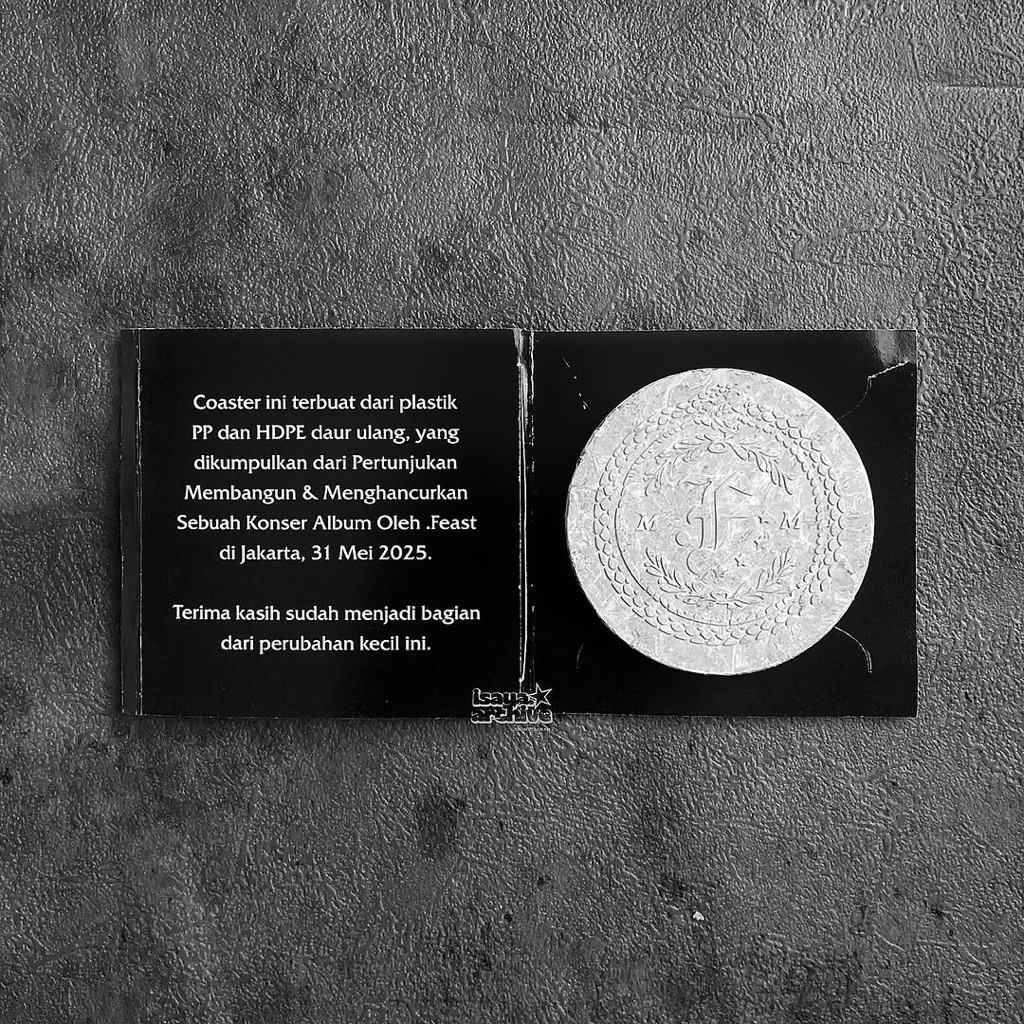 Coaster ini terbuat dari plastik
PP dan HDPE daur ulang, yang
dikumpulkan dari Pertunjukan
Membangun & Menghancurkan
Sebuah Konser Album Oleh .Feast
di Jakarta, 31 Mei 2025.
Terima kasih sudah menjadi bagian
dari perubahan kecil ini.
M F M
Isaya
archive